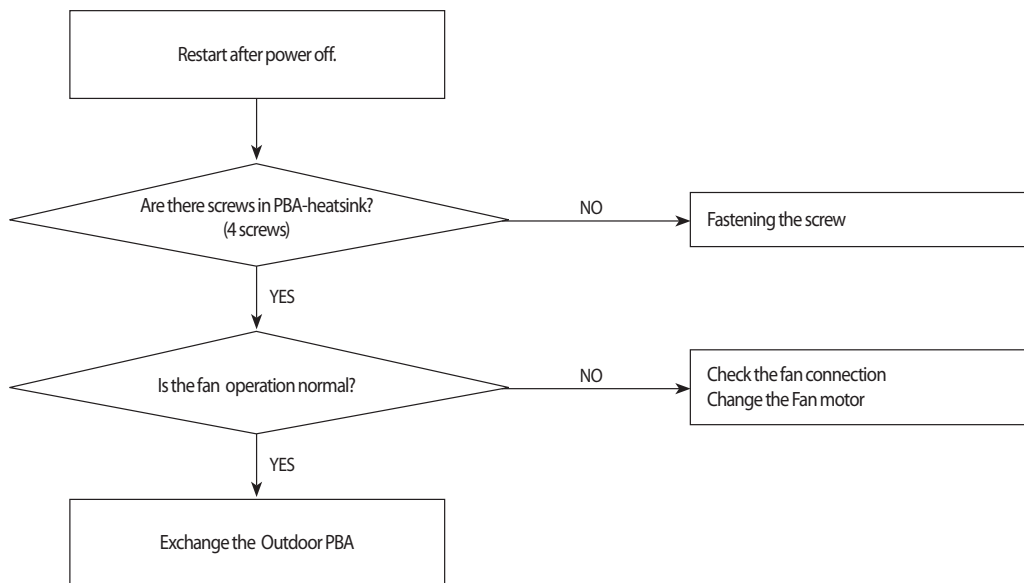 Restart after power off.
Are there screws in PBA-heatsink?
(4 screws)
NO
Fastening the screw
YES
Is the fan operation normal?
NO
Check the fan connection
Change the Fan motor
YES
Exchange the Outdoor PBA